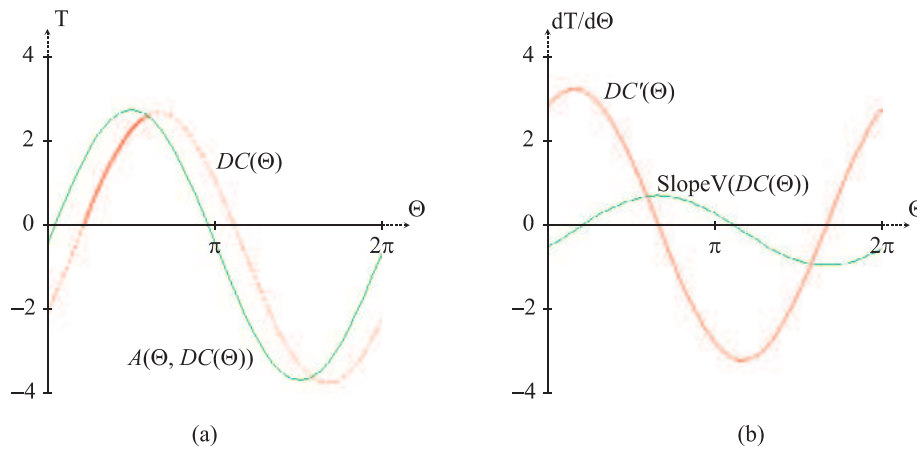 T
4
2
0
−2
−4
DC(Θ)
Θ
π
2π
A(Θ, DC(Θ))
(a)
dT/dΘ
4
2
0
−2
−4
DC′(Θ)
SlopeV(DC(Θ))
Θ
π
2π
(b)